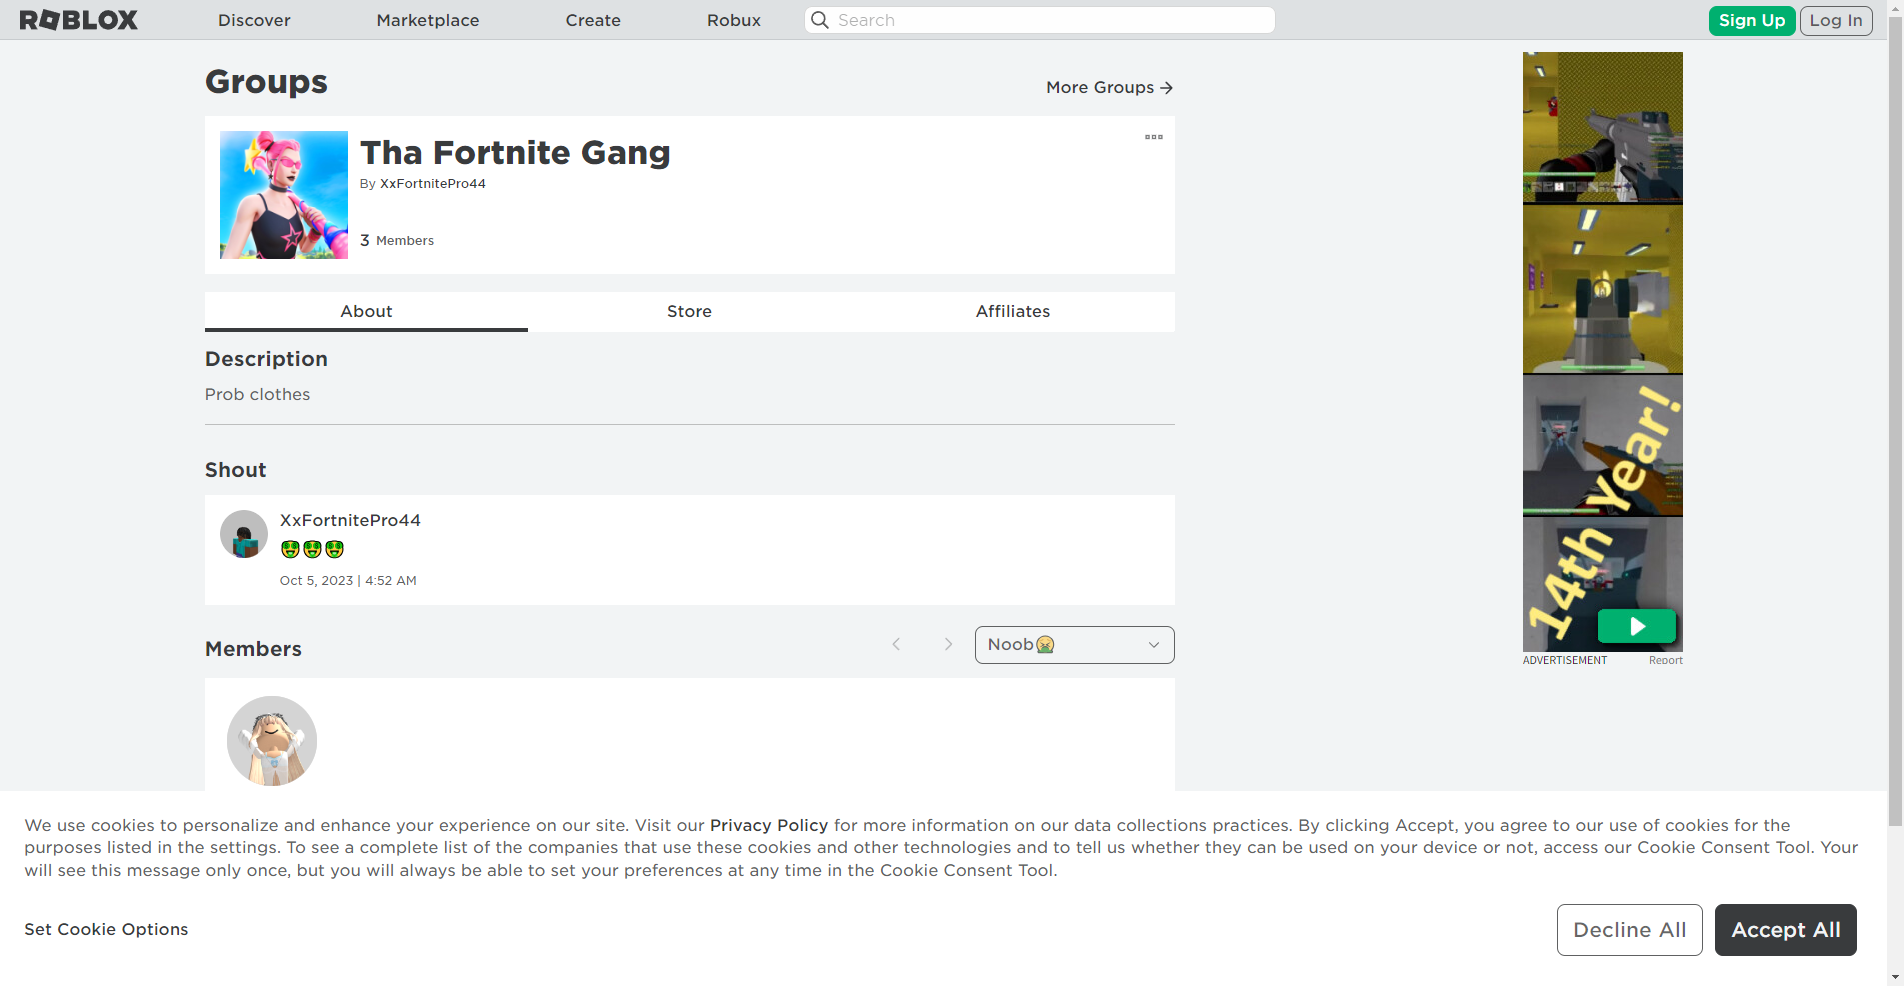 ROBLOX
Discover
Marketplace
Create
Robux
Search
Sign Up
Log In
Groups
More Groups
Tha Fortnite Gang
By XxFortnitePro44
3 Members
About
Store
Affiliates
Description
Prob clothes
Shout
XxFortnitePro44
🤑🤑🤑
Oct 5, 2023 | 4:52 AM
Members
Noob🤮
14th Year!
ADVERTISEMENT
Report
We use cookies to personalize and enhance your experience on our site. Visit our Privacy Policy for more information on our data collections practices. By clicking Accept, you agree to our use of cookies for the
purposes listed in the settings. To see a complete list of the companies that use these cookies and other technologies and to tell us whether they can be used on your device or not, access our Cookie Consent Tool. Your
will see this message only once, but you will always be able to set your preferences at any time in the Cookie Consent Tool.
Set Cookie Options
Decline All
Accept All